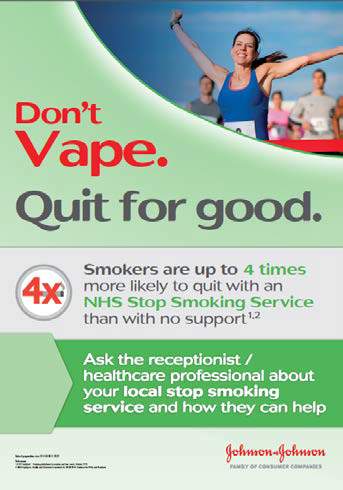 Don't
Vape.
Quit for good.
4x
Smokers are up to 4 times
more likely to quit with an
NHS Stop Smoking Service
than with no support1,2
Ask the receptionist /
healthcare professional about
your local stop smoking
service and how they can help
Johnson & Johnson
FAMILY OF CONSUMER COMPANIES